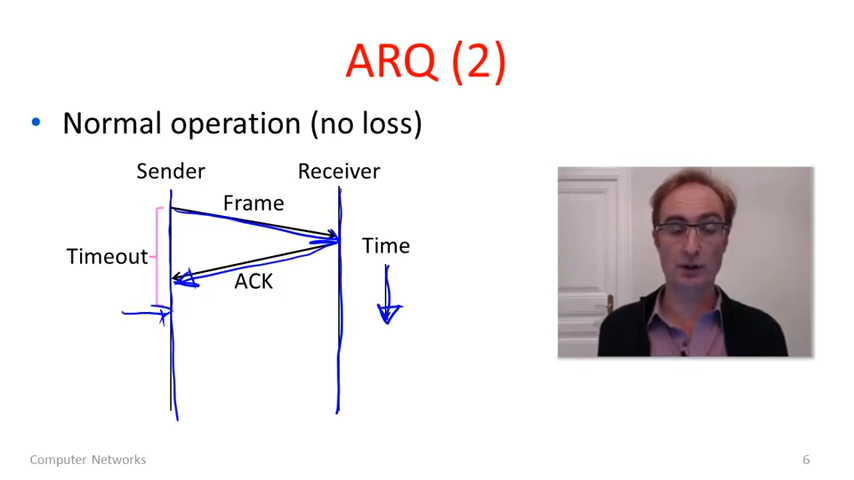 ARQ (2)
• Normal operation (no loss)
Sender
Receiver
Frame
Timeout
Time
ACK
Computer Networks
6